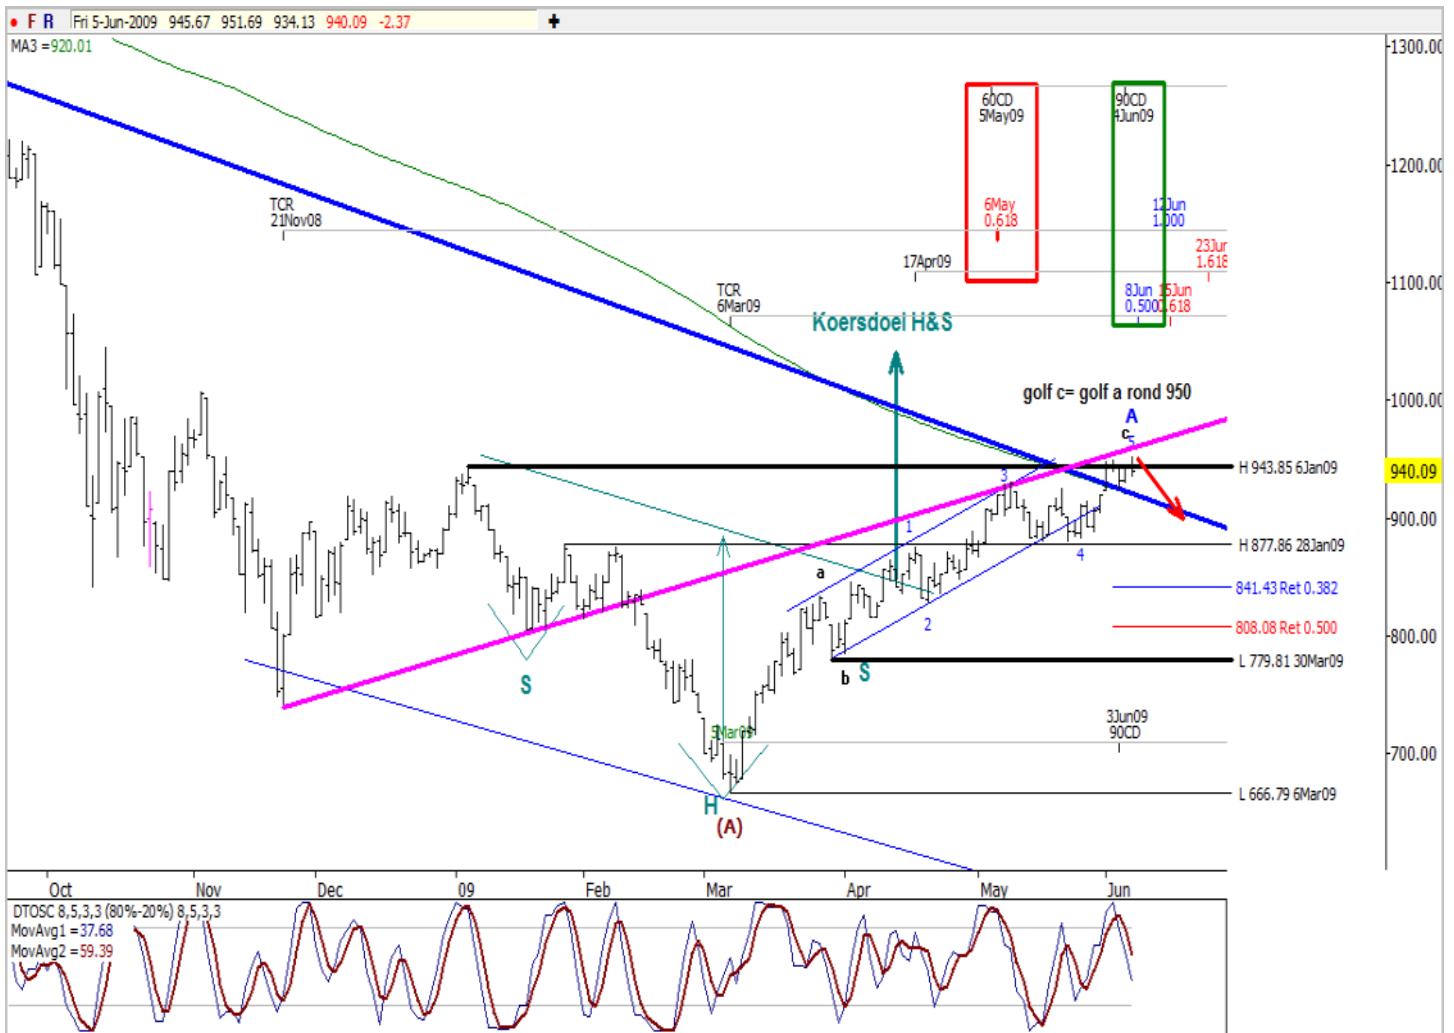 F R Fri 5-Jun-2009 945.67 951.69 934.13 940.09 -2.37
MA3 =920.01
1300.00
60CD
5May09
90CD
4Jun09
1200.00
TCR
21Nov08
6May
0.618
12Jun
1.000
17Apr09
23Jun
1.618
1100.00
TCR
6Mar09
8Jun
0.500
15Jun
0.618
Koersdoel H&S
golf c= golf a rond 950
1000.00
A
c
5
H 943.85 6Jan09
940.09
3
900.00
1
H 877.86 28Jan09
4
a
841.43 Ret 0.382
2
808.08 Ret 0.500
800.00
L 779.81 30Mar09
b
S
S
3Jun09
90CD
5Mar09
700.00
L 666.79 6Mar09
H
(A)
Oct Nov Dec 09 Feb Mar Apr May Jun
DTOSC 8,5,3,3 (80%-20%) 8,5,3,3
MovAvg1 =37.68
MovAvg2 =59.39